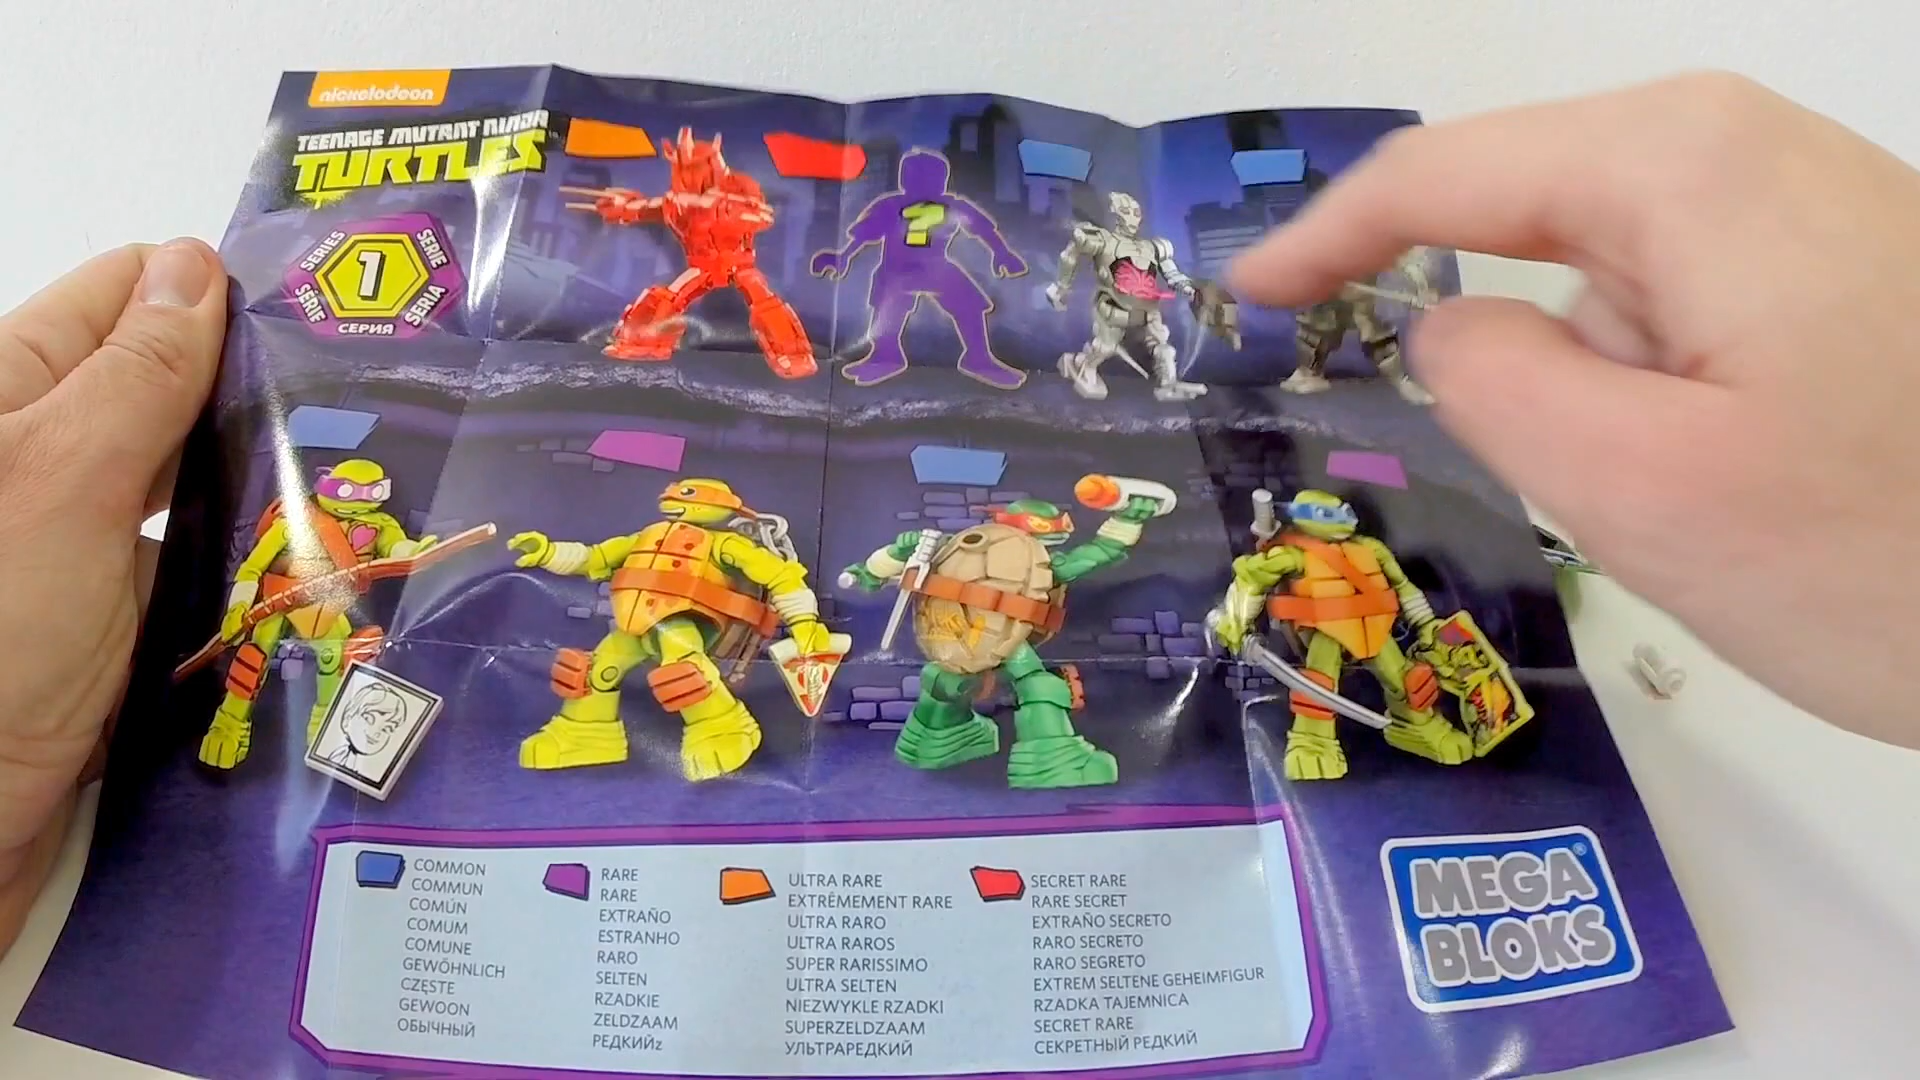 nickelodeon
TEENAGE MUTANT NINJA
TURTLES
SERIES
SERIE
1
SÉRIE
SERIA
СЕРИЯ
?
COMMON
COMMUN
COMÚN
COMUM
COMUNE
GEWÖHNLICH
CZĘSTE
GEWOON
ОБЫЧНЫЙ
RARE
RARE
EXTRAÑO
ESTRANHO
RARO
SELTEN
RZADKIE
ZELDZAAM
РЕДКИЙz
ULTRA RARE
EXTRÊMEMENT RARE
ULTRA RARO
ULTRA RAROS
SUPER RARISSIMO
ULTRA SELTEN
NIEZWYKLE RZADKI
SUPERZELDZAAM
УЛЬТРАРЕДКИЙ
SECRET RARE
RARE SECRET
EXTRAÑO SECRETO
RARO SECRETO
RARO SEGRETO
EXTREM SELTENE GEHEIMFIGUR
RZADKA TAJEMNICA
SECRET RARE
СЕКРЕТНЫЙ РЕДКИЙ
MEGA
BLOKS®